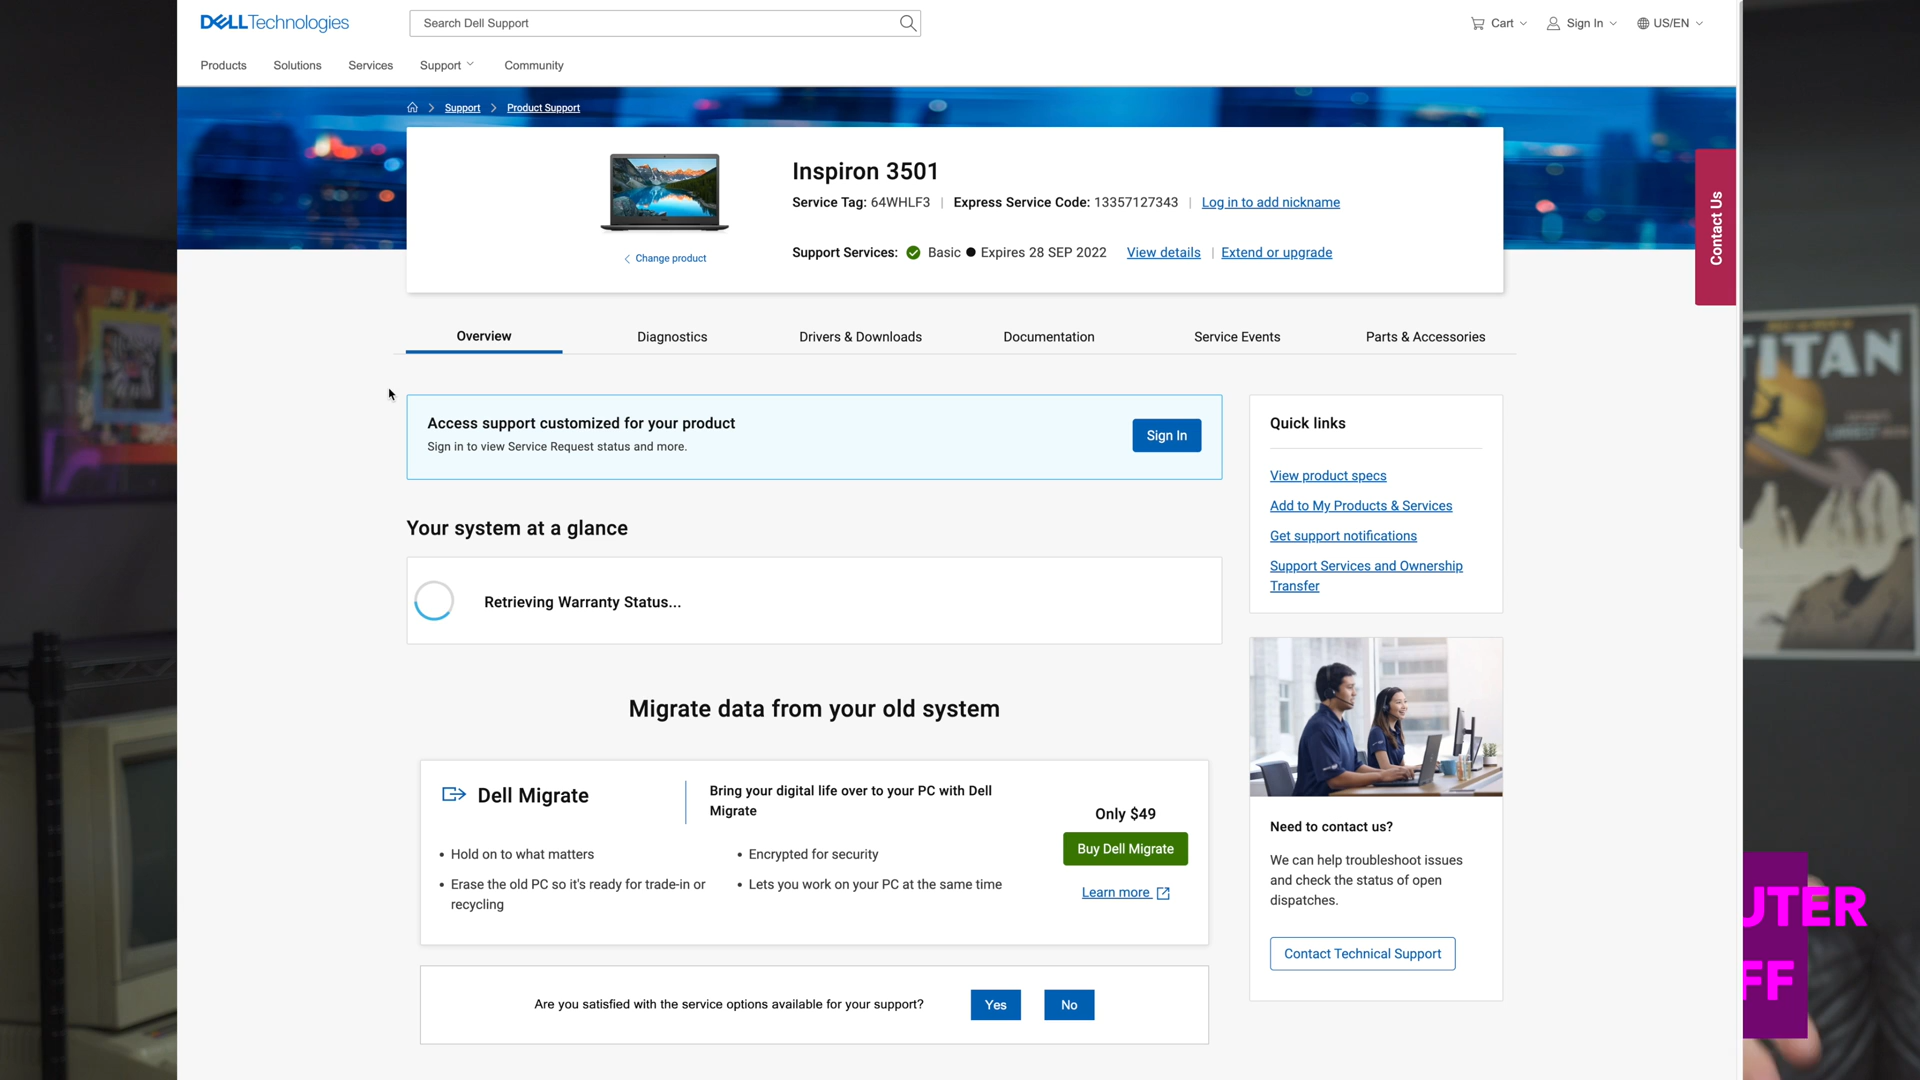 DELLTechnologies
Search Dell Support
Cart
Sign In
US/EN
Products
Solutions
Services
Support
Community
Support
Product Support
Inspiron 3501
Service Tag: 64WHLF3 | Express Service Code: 13357127343 | Log in to add nickname
Change product
Support Services: Basic ● Expires 28 SEP 2022 View details | Extend or upgrade
Contact Us
Overview
Diagnostics
Drivers & Downloads
Documentation
Service Events
Parts & Accessories
Access support customized for your product
Sign in to view Service Request status and more.
Sign In
Your system at a glance
Retrieving Warranty Status...
Migrate data from your old system
Dell Migrate
Bring your digital life over to your PC with Dell
Migrate
• Hold on to what matters
• Erase the old PC so it's ready for trade-in or
recycling
• Encrypted for security
• Lets you work on your PC at the same time
Only $49
Buy Dell Migrate
Learn more
Are you satisfied with the service options available for your support?
Yes
No
Quick links
View product specs
Add to My Products & Services
Get support notifications
Support Services and Ownership
Transfer
Need to contact us?
We can help troubleshoot issues
and check the status of open
dispatches.
Contact Technical Support
TITAN
UTER
FF